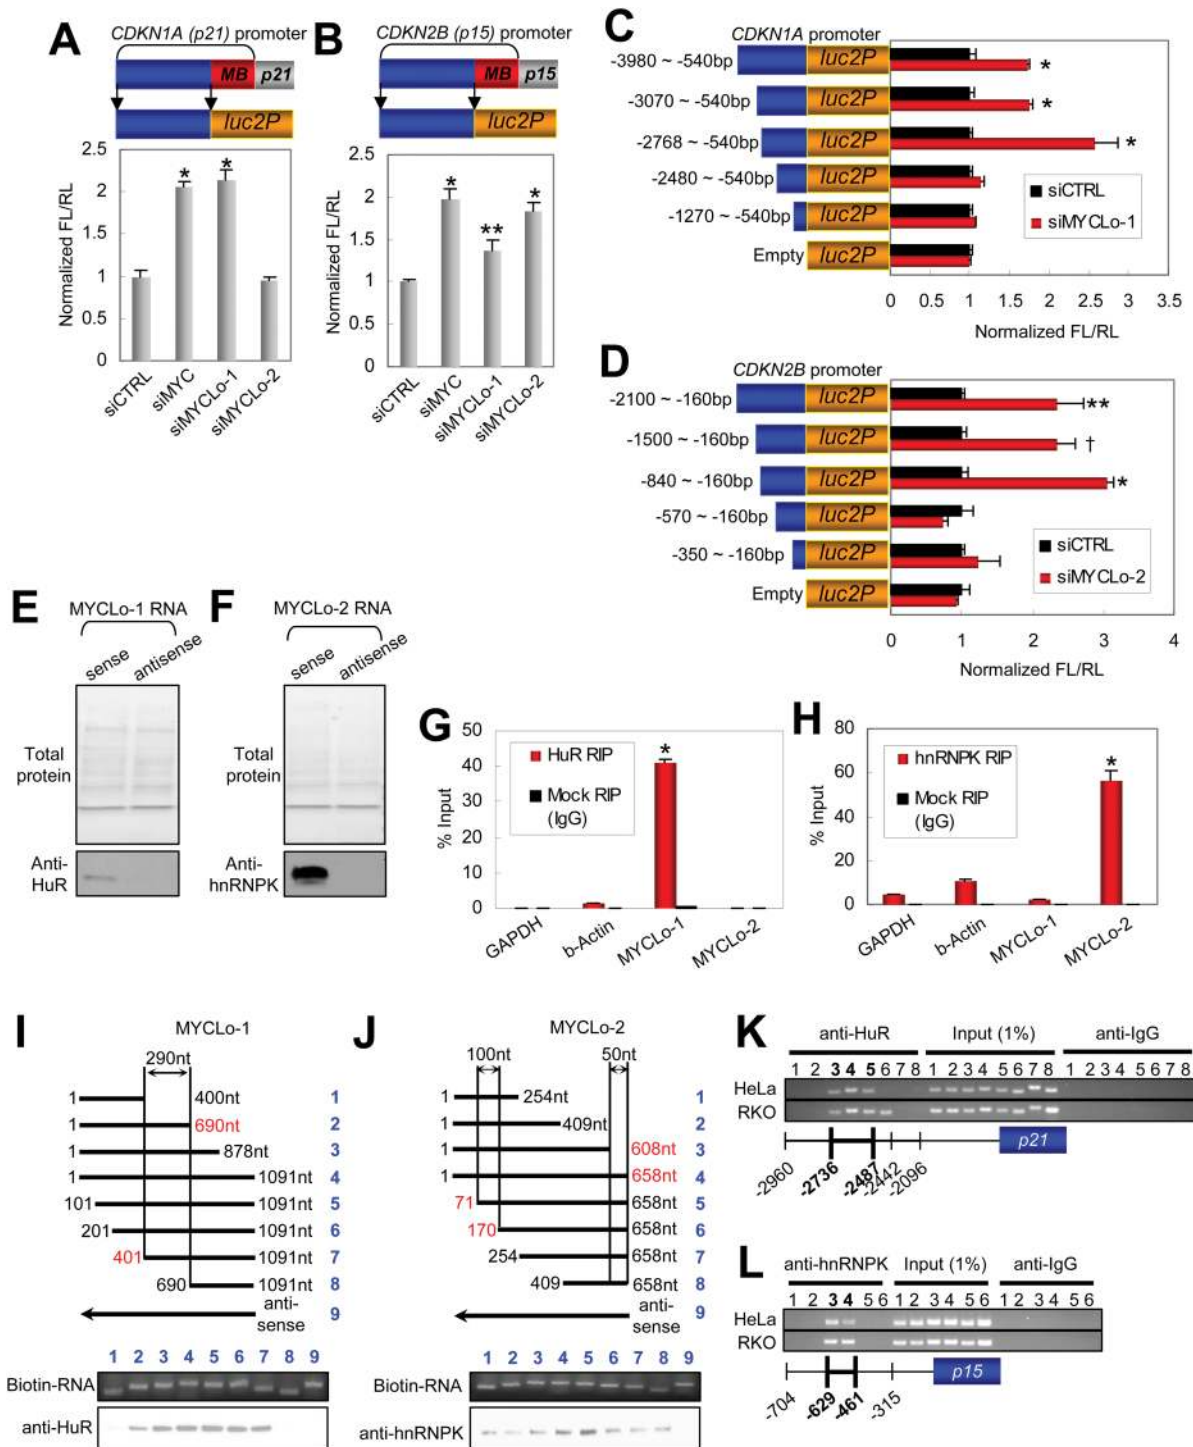 A
CDKN1A (p21) promoter
MB
p21
luc2P
Normalized FL/RL
2.5
2
1.5
1
0.5
0
*
*
siCTRL
siMYC
siMYCLo-1
siMYCLo-2
B
CDKN2B (p15) promoter
MB
p15
luc2P
Normalized FL/RL
2.5
2
1.5
1
0.5
0
*
**
*
siCTRL
siMYC
siMYCLo-1
siMYCLo-2
C
CDKN1A promoter
-3980 ~ -540bp luc2P *
-3070 ~ -540bp luc2P *
-2768 ~ -540bp luc2P *
-2480 ~ -540bp luc2P
-1270 ~ -540bp luc2P
Empty luc2P
siCTRL
siMYCLo-1
0 0.5 1 1.5 2 2.5 3 3.5
Normalized FL/RL
D
CDKN2B promoter
-2100 ~ -160bp luc2P **
-1500 ~ -160bp luc2P †
-840 ~ -160bp luc2P *
-570 ~ -160bp luc2P
-350 ~ -160bp luc2P
Empty luc2P
siCTRL
siMYCLo-2
0 1 2 3 4
Normalized FL/RL
E
MYCLo-1 RNA
sense antisense
Total
protein
Anti-
HuR
F
MYCLo-2 RNA
sense antisense
Total
protein
Anti-
hnRNPK
G
% Input
50
40
30
20
10
0
HuR RIP
Mock RIP
(IgG)
*
GAPDH
b-Actin
MYCLo-1
MYCLo-2
H
% Input
80
60
40
20
0
hnRNPK RIP
Mock RIP
(IgG)
*
GAPDH
b-Actin
MYCLo-1
MYCLo-2
I
MYCLo-1
290nt
1 400nt 1
1 690nt 2
1 878nt 3
1 1091nt 4
101 1091nt 5
201 1091nt 6
401 1091nt 7
690 1091nt 8
anti-
sense 9
1 2 3 4 5 6 7 8 9
Biotin-RNA
anti-HuR
J
MYCLo-2
100nt 50nt
1 254nt 1
1 409nt 2
1 608nt 3
1 658nt 4
71 658nt 5
170 658nt 6
254 658nt 7
409 658nt 8
anti-
sense 9
1 2 3 4 5 6 7 8 9
Biotin-RNA
anti-hnRNPK
K
anti-HuR Input (1%) anti-IgG
1 2 3 4 5 6 7 8 1 2 3 4 5 6 7 8 1 2 3 4 5 6 7 8
HeLa
RKO
p21
-2960 -2736 -2487 -2442 -2096
L
anti-hnRNPK Input (1%) anti-IgG
1 2 3 4 5 6 1 2 3 4 5 6 1 2 3 4 5 6
HeLa
RKO
p15
-704 -629 -461 -315